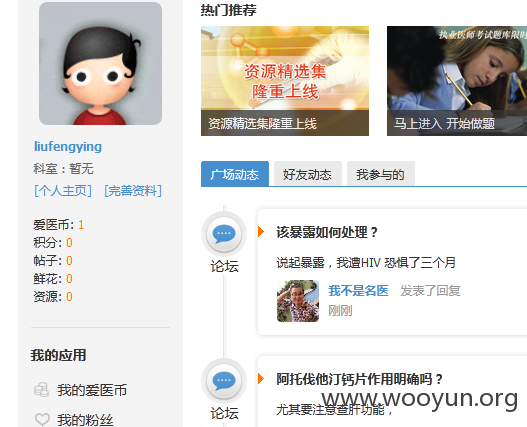 liufengying
科室：暂无
[个人主页] [完善资料]
爱医币: 1
积分: 0
帖子: 0
鲜花: 0
资源: 0
我的应用
我的爱医币
我的粉丝
热门推荐
资源精选集
隆重上线
资源精选集隆重上线
执业医师考试题库限时
马上进入 开始做题
广场动态 好友动态 我参与的
论坛
该暴露如何处理？
说起暴露，我遭HIV 恐惧了三个月
我不是名医 发表了回复
刚刚
论坛
阿托伐他汀钙片作用明确吗？
尤其要注意查肝功能，
www.wooyun.org